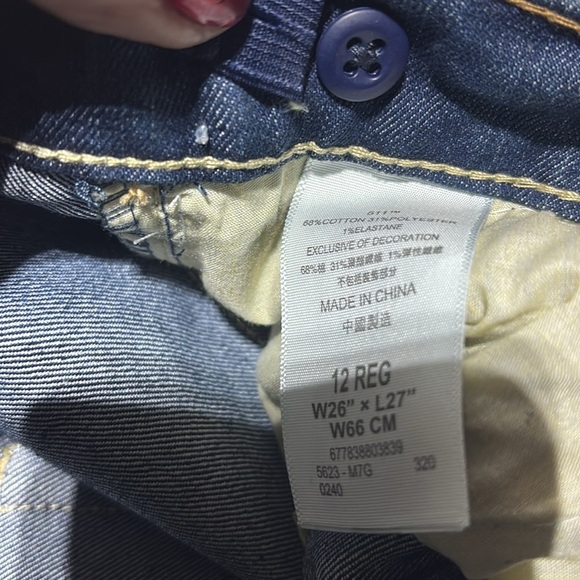 511™
68%COTTON 31%POLYESTER
1%ELASTANE
EXCLUSIVE OF DECORATION
68%棉 31%聚酯纖維 1%彈性纖維
不包括裝飾部分
MADE IN CHINA
中國製造
12 REG
W26" × L27"
W66 CM
677838803839
5623 - M7G 320
0240